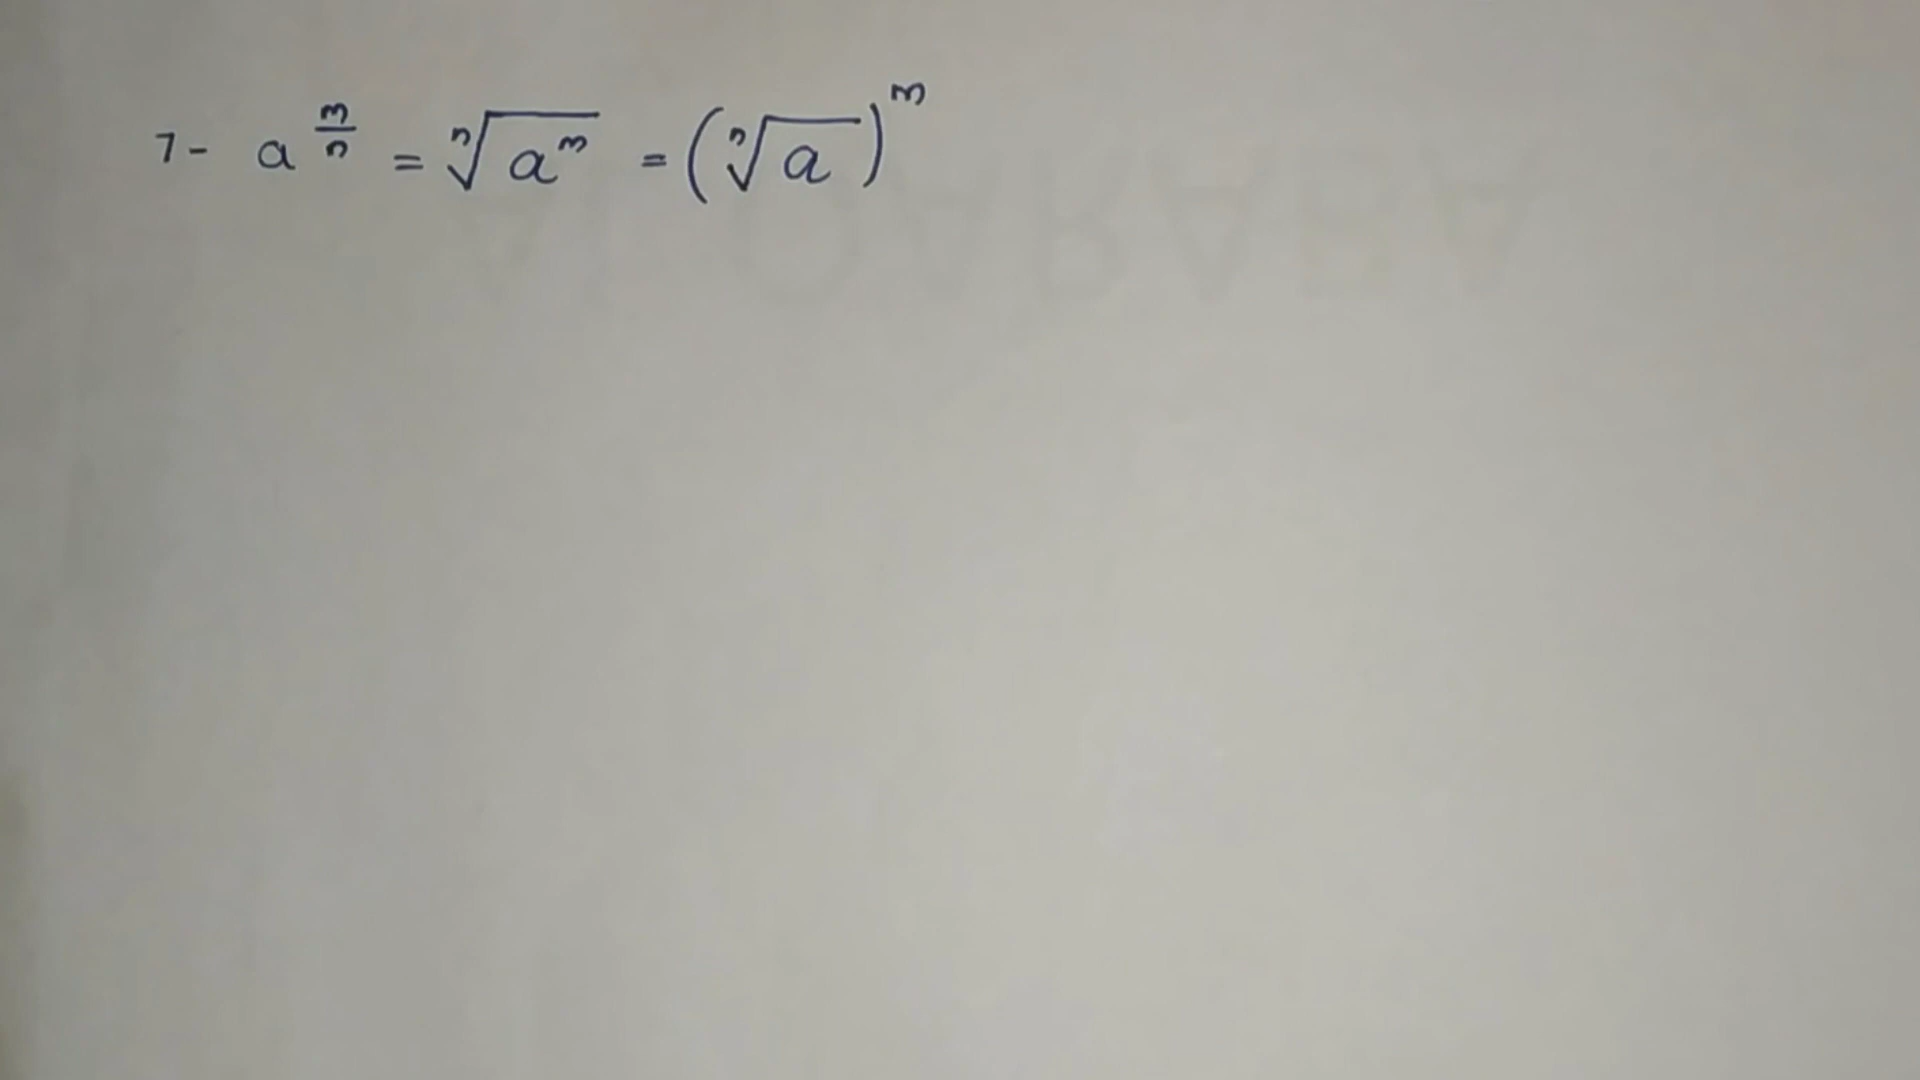 7- a^(m/n) = ⁿ√(a^m) = (ⁿ√a)^m